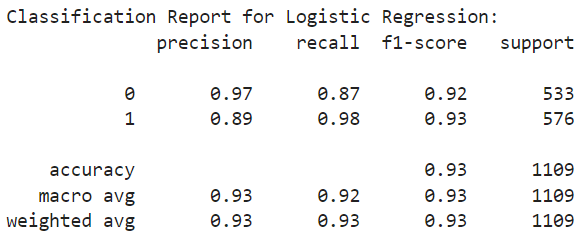 Classification Report for Logistic Regression:
precision recall f1-score support
0 0.97 0.87 0.92 533
1 0.89 0.98 0.93 576
accuracy 0.93 1109
macro avg 0.93 0.92 0.93 1109
weighted avg 0.93 0.93 0.93 1109